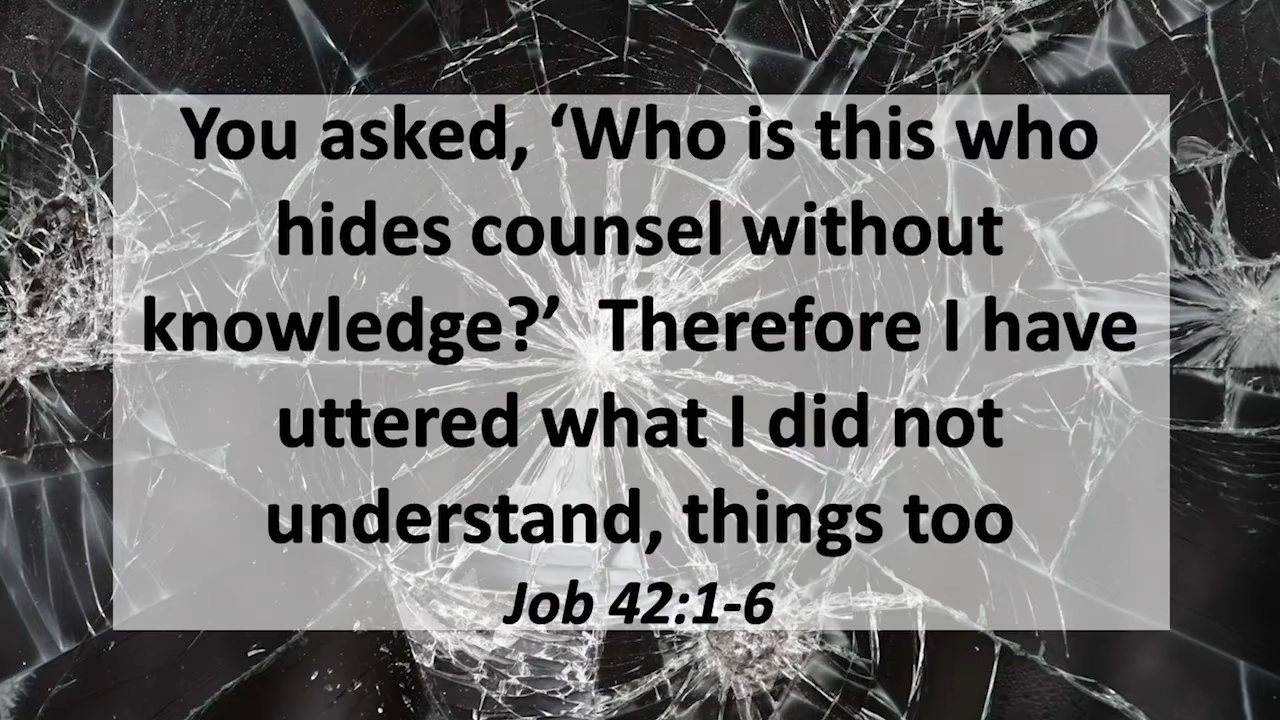 You asked, ‘Who is this who
hides counsel without
knowledge?’ Therefore I have
uttered what I did not
understand, things too
Job 42:1-6